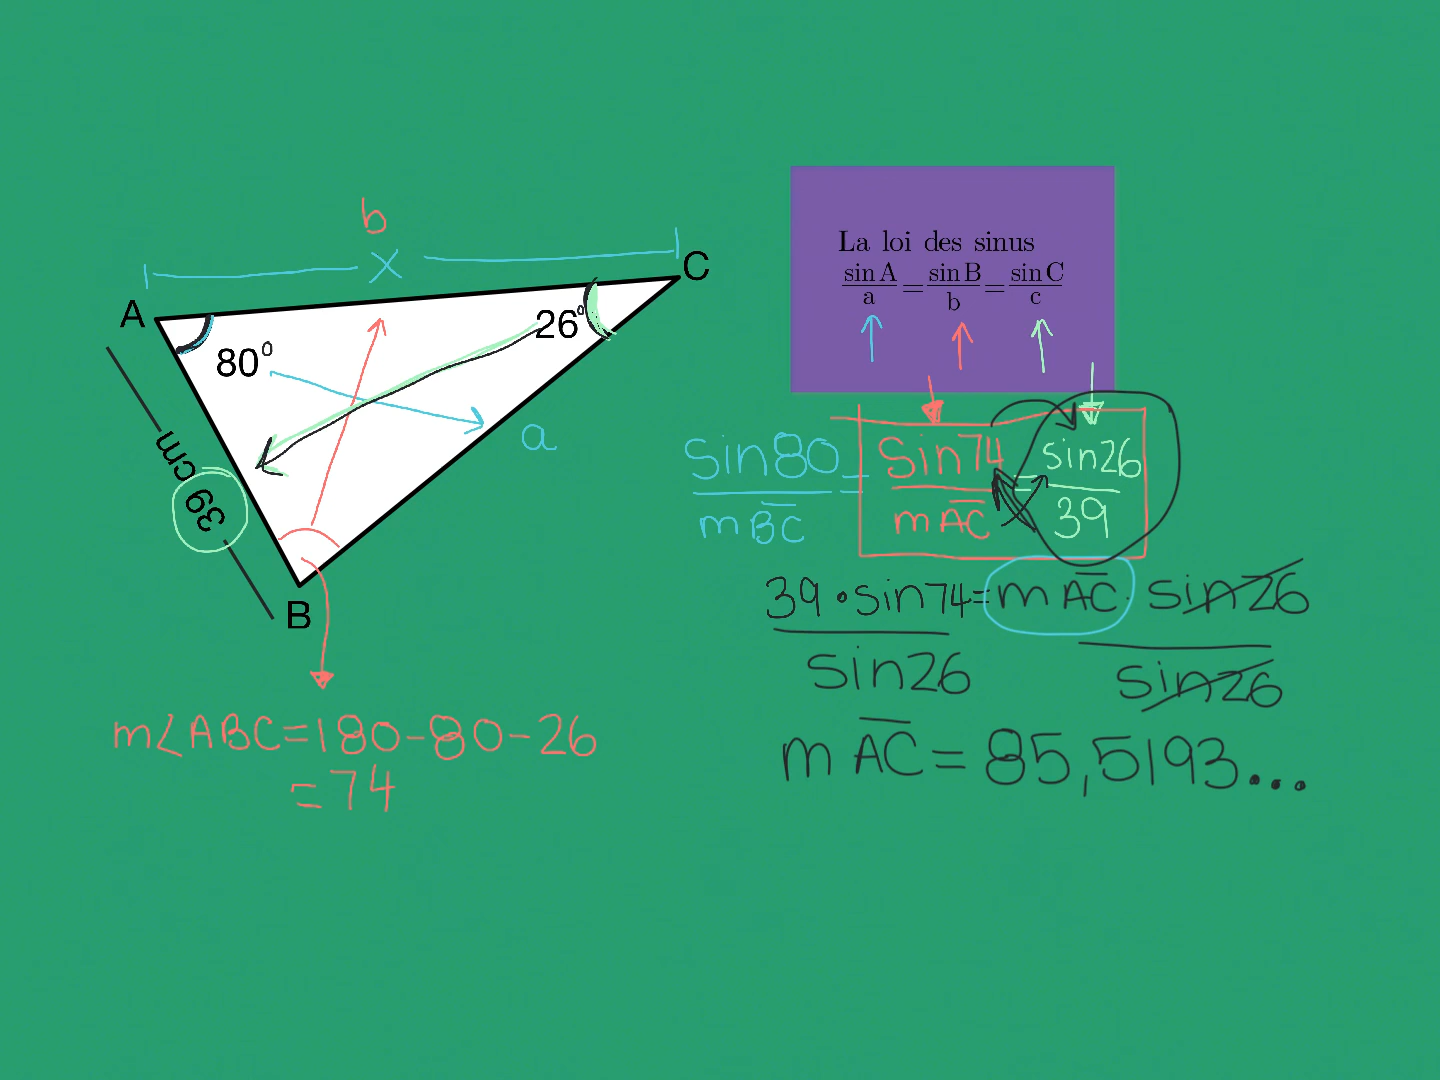 b
x
A
C
80°
26°
a
39 cm
B
m∠ABC=180-80-26
=74
La loi des sinus
sin A/a = sin B/b = sin C/c
sin80/m BC = sin74/m AC = sin26/39
39 • sin74 = m AC · sin26
sin26 sin26
m AC = 85,5193...